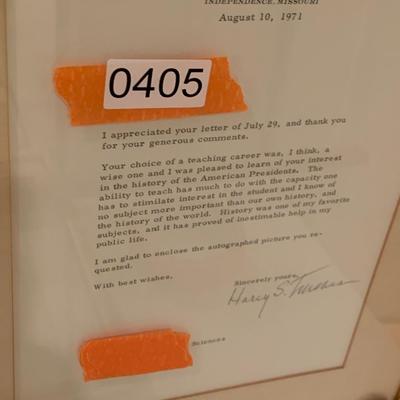 INDEPENDENCE, MISSOURI
August 10, 1971
0405
I appreciated your letter of July 29, and thank you
for your generous comments.
Your choice of a teaching career was, I think, a
wise one and I was pleased to learn of your interest
in the history of the American Presidents. The
ability to teach has much to do with the capacity one
has to stimilate interest in the student and I know of
no subject more important than our own history, and
the history of the world. History was one of my favorite
subjects, and it has proved of inestimable help in my
public life.
I am glad to enclose the autographed picture you re-
quested.
With best wishes,
Sincerely yours,
Harry S. Truman
Sciences